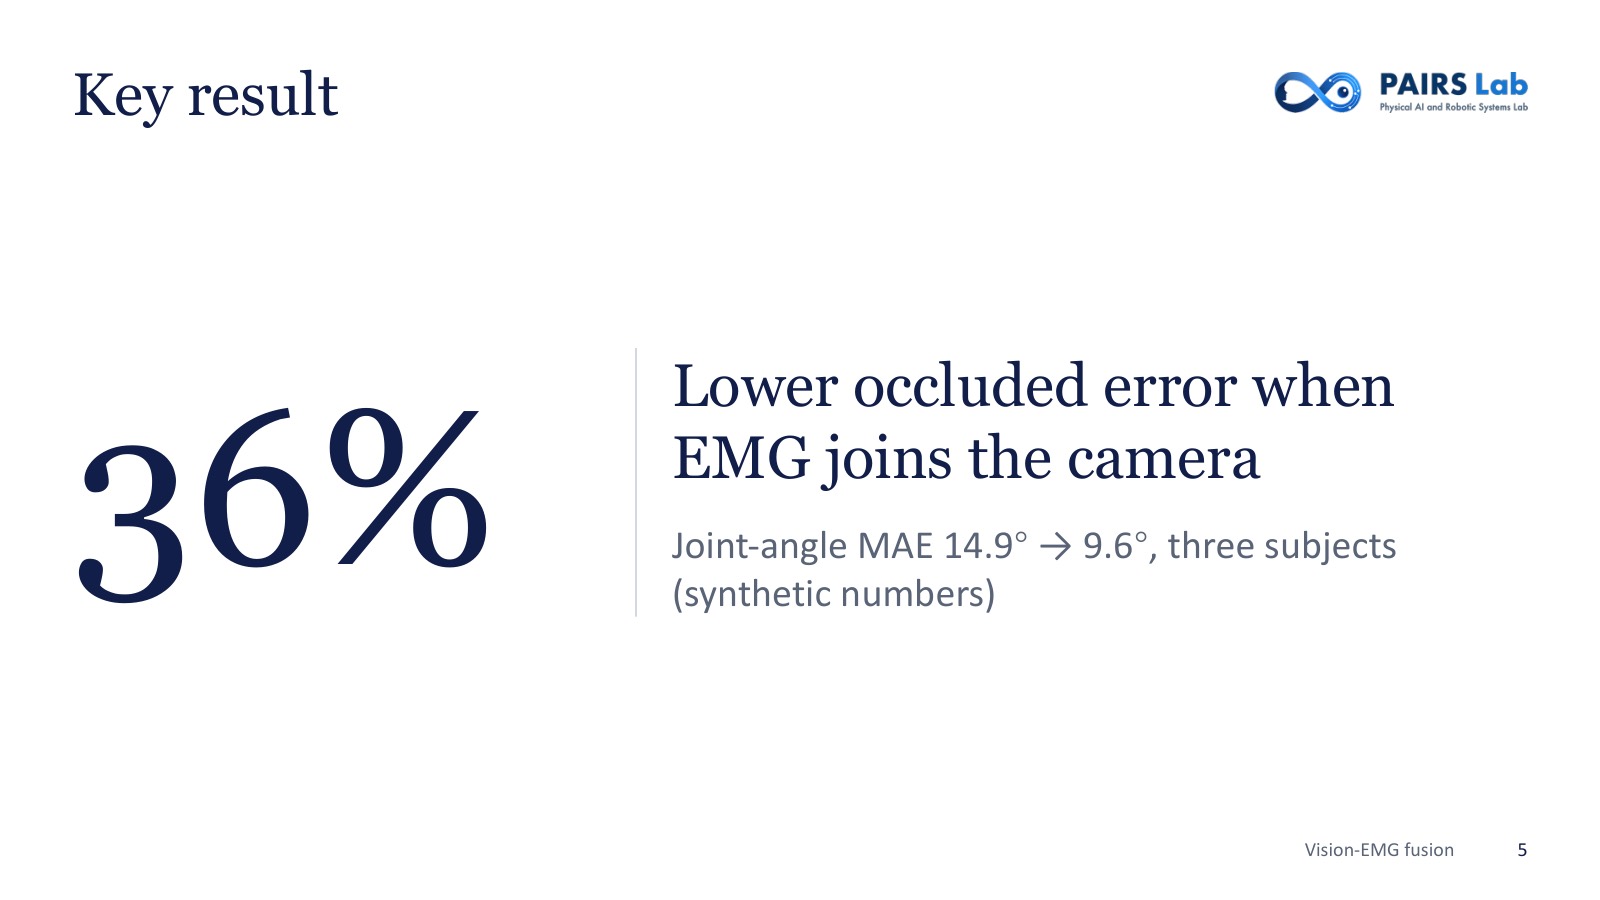 Key result
PAIRS Lab
Physical AI and Robotic Systems Lab
36%
Lower occluded error when
EMG joins the camera
Joint-angle MAE 14.9° → 9.6°, three subjects
(synthetic numbers)
Vision-EMG fusion 5